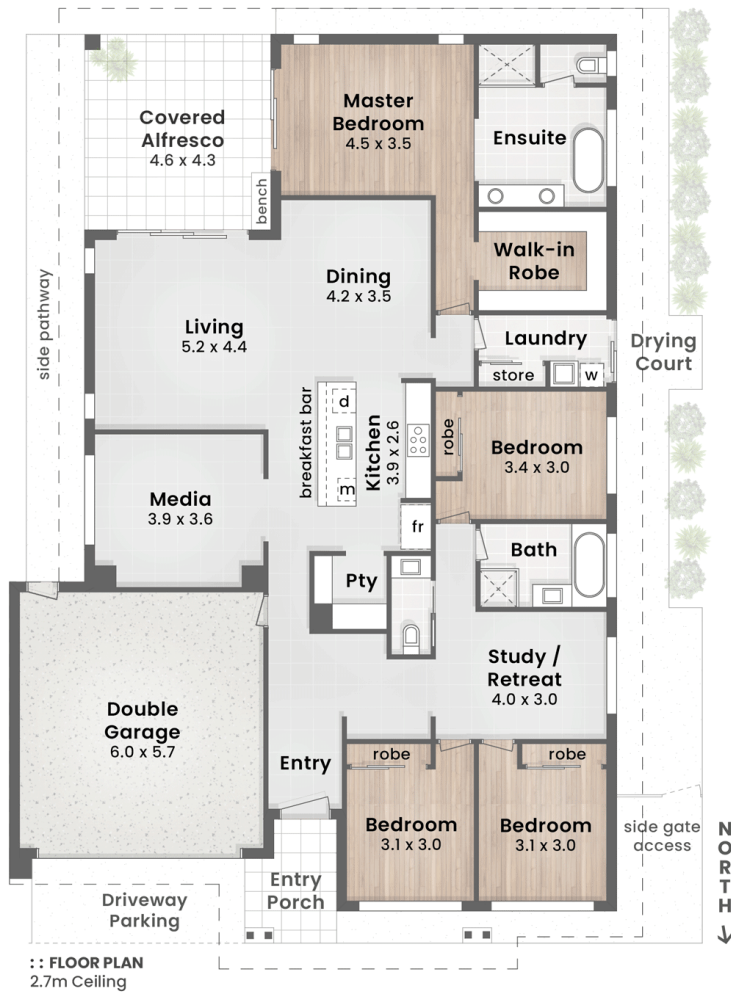 Covered
Alfresco
4.6 x 4.3
Master
Bedroom
4.5 x 3.5
Ensuite
bench
Walk-in
Robe
Dining
4.2 x 3.5
side pathway
Living
5.2 x 4.4
Laundry
store
w
Drying
Court
breakfast bar
d
m
Kitchen
3.9 x 2.6
robe
Bedroom
3.4 x 3.0
Media
3.9 x 3.6
fr
Pty
Bath
Study /
Retreat
4.0 x 3.0
Double
Garage
6.0 x 5.7
Entry
robe
robe
Bedroom
3.1 x 3.0
Bedroom
3.1 x 3.0
side gate
access
NORTH
Entry
Porch
Driveway
Parking
:: FLOOR PLAN
2.7m Ceiling